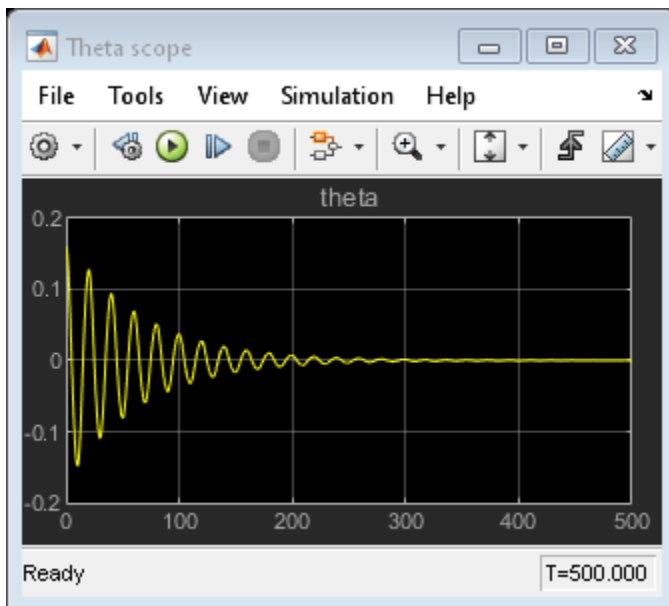 Theta scope
File Tools View Simulation Help
theta
0.2
0.1
0
-0.1
-0.2
0 100 200 300 400 500
Ready T=500.000